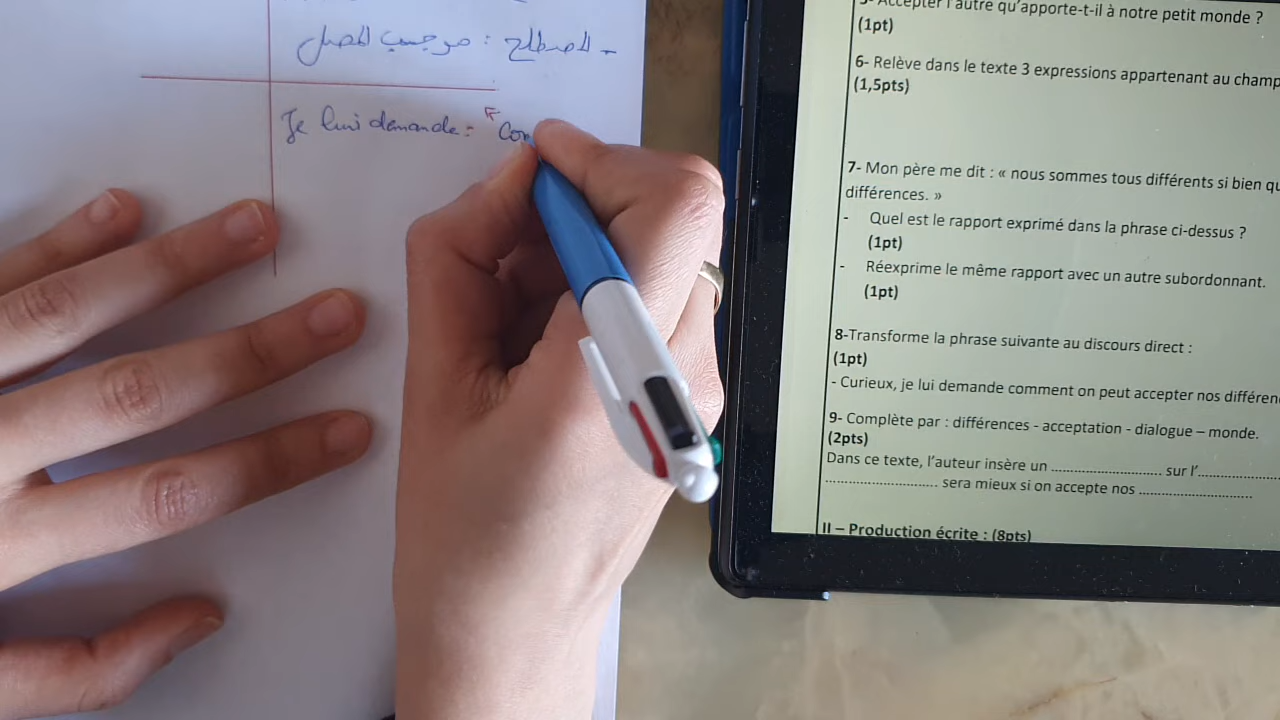 - المصطلح :
Je lui demande : " Com
5- Accepter l'autre qu'apporte-t-il à notre petit monde ?
(1pt)
6- Relève dans le texte 3 expressions appartenant au champ
(1,5pts)
7- Mon père me dit : « nous sommes tous différents si bien qu
différences. »
- Quel est le rapport exprimé dans la phrase ci-dessus ?
(1pt)
- Réexprime le même rapport avec un autre subordonnant.
(1pt)
8-Transforme la phrase suivante au discours direct :
(1pt)
- Curieux, je lui demande comment on peut accepter nos différen
9- Complète par : différences - acceptation - dialogue – monde.
(2pts)
Dans ce texte, l'auteur insère un ............................ sur l'....................
............................ sera mieux si on accepte nos ............................
II – Production écrite : (8pts)